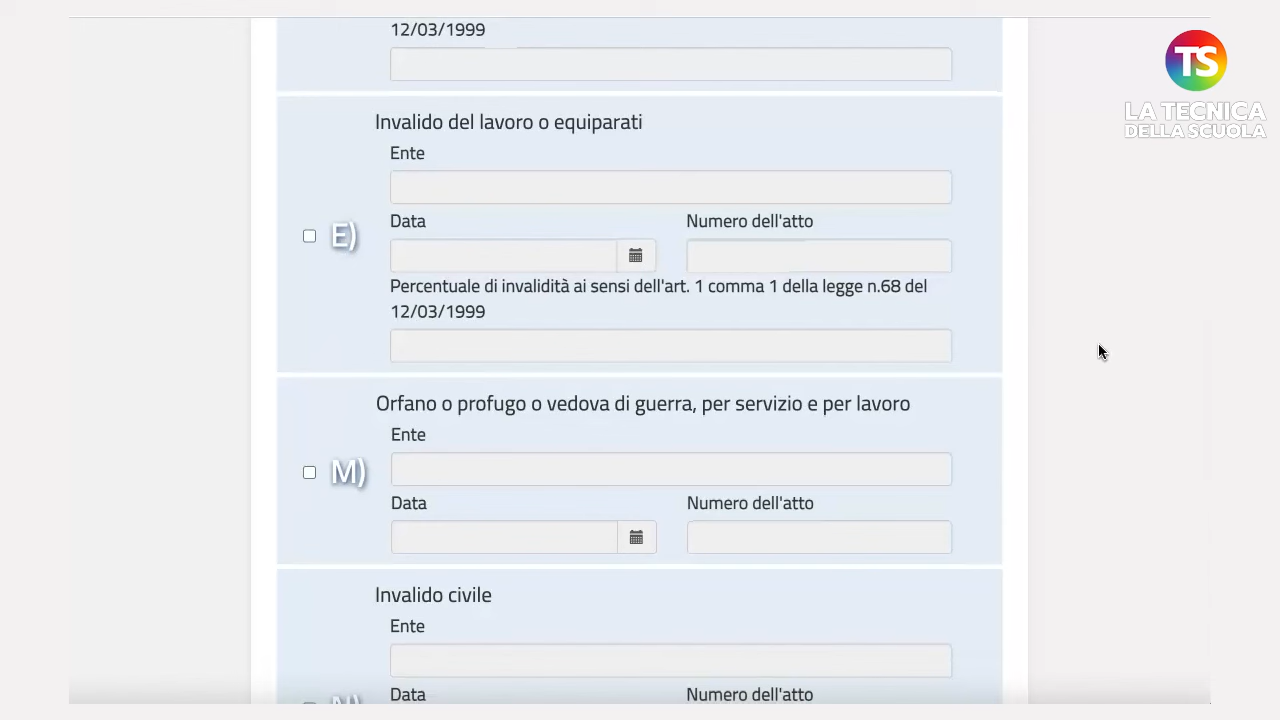 12/03/1999
TS
LA TECNICA
DELLA SCUOLA
Invalido del lavoro o equiparati
Ente
E)
Data
Numero dell'atto
Percentuale di invalidità ai sensi dell'art. 1 comma 1 della legge n.68 del
12/03/1999
Orfano o profugo o vedova di guerra, per servizio e per lavoro
Ente
M)
Data
Numero dell'atto
Invalido civile
Ente
Data
Numero dell'atto